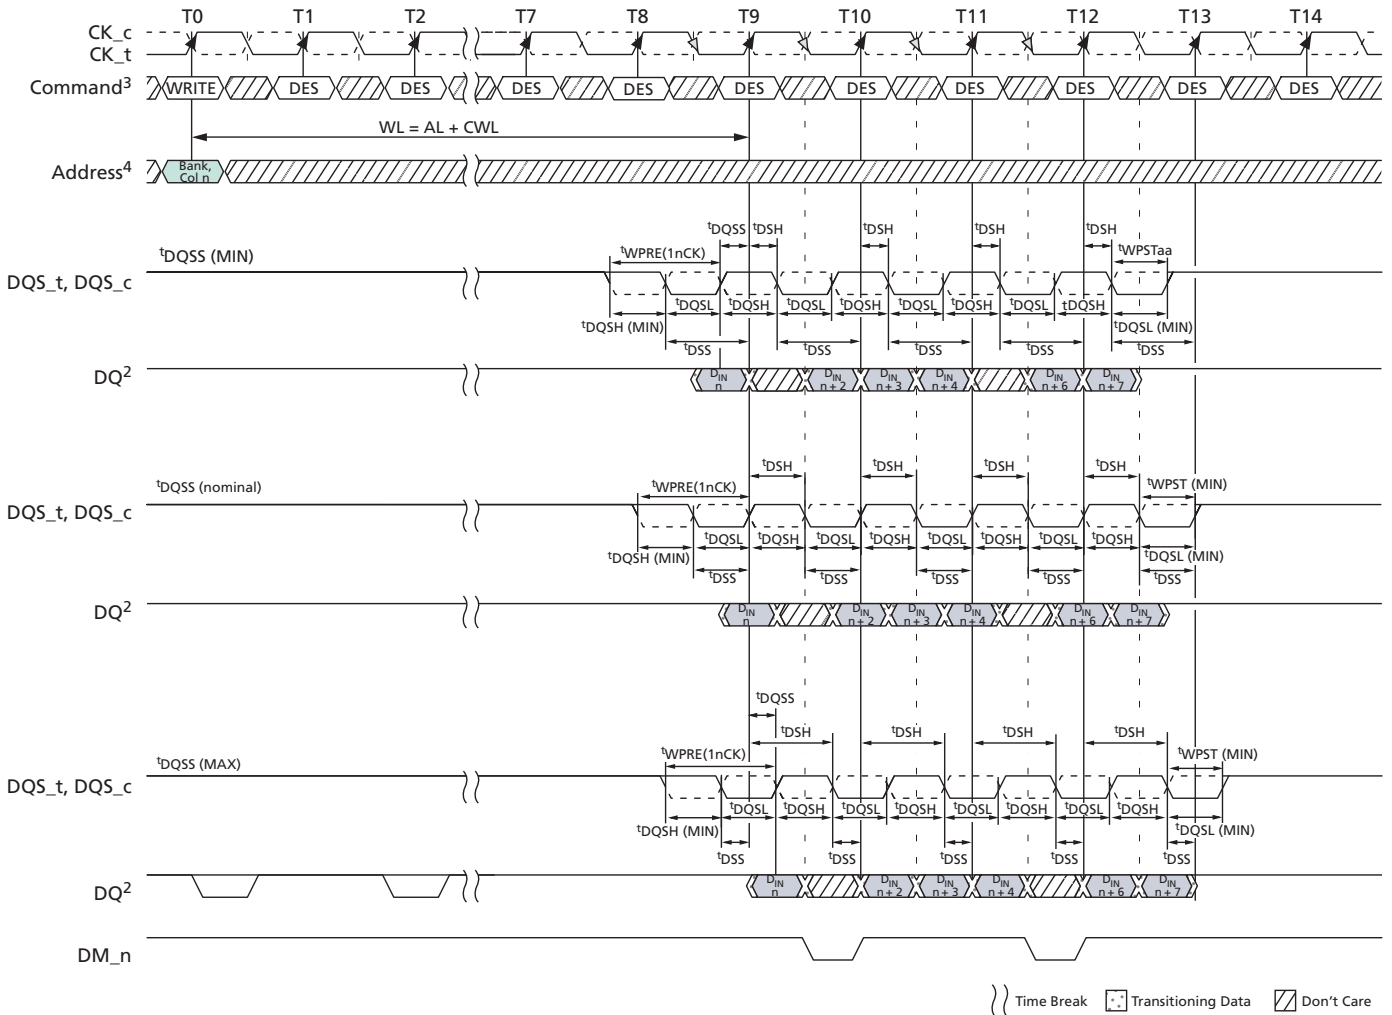 T0 T1 T2 T7 T8 T9 T10 T11 T12 T13 T14
CK_c
CK_t
Command3 WRITE DES DES DES DES DES DES DES DES DES DES
WL = AL + CWL
Address4 Bank, Col n
tDQSS tDSH tDSH tDSH tDSH
tDQSS (MIN) tWPRE(1nCK) tWPSTaa
DQS_t, DQS_c
tDQSL tDQSH tDQSL tDQSH tDQSL tDQSH tDQSL tDQSH
tDQSH (MIN) tDQSL (MIN)
tDSS tDSS tDSS tDSS tDSS
DQ2 DIN n DIN n + 2 DIN n + 3 DIN n + 4 DIN n + 6 DIN n + 7
tDSH tDSH tDSH tDSH
tDQSS (nominal) tWPRE(1nCK) tWPST (MIN)
DQS_t, DQS_c
tDQSL tDQSH tDQSL tDQSH tDQSL tDQSH tDQSL tDQSH
tDQSH (MIN) tDQSL (MIN)
tDSS tDSS tDSS tDSS tDSS
DQ2 DIN n DIN n + 2 DIN n + 3 DIN n + 4 DIN n + 6 DIN n + 7
tDQSS
tDSH tDSH tDSH tDSH
tDQSS (MAX) tWPRE(1nCK) tWPST (MIN)
DQS_t, DQS_c
tDQSL tDQSH tDQSL tDQSH tDQSL tDQSH tDQSL tDQSH
tDQSH (MIN) tDQSL (MIN)
tDSS tDSS tDSS tDSS tDSS
DQ2 DIN n DIN n + 2 DIN n + 3 DIN n + 4 DIN n + 6 DIN n + 7
DM_n
Time Break Transitioning Data Don't Care